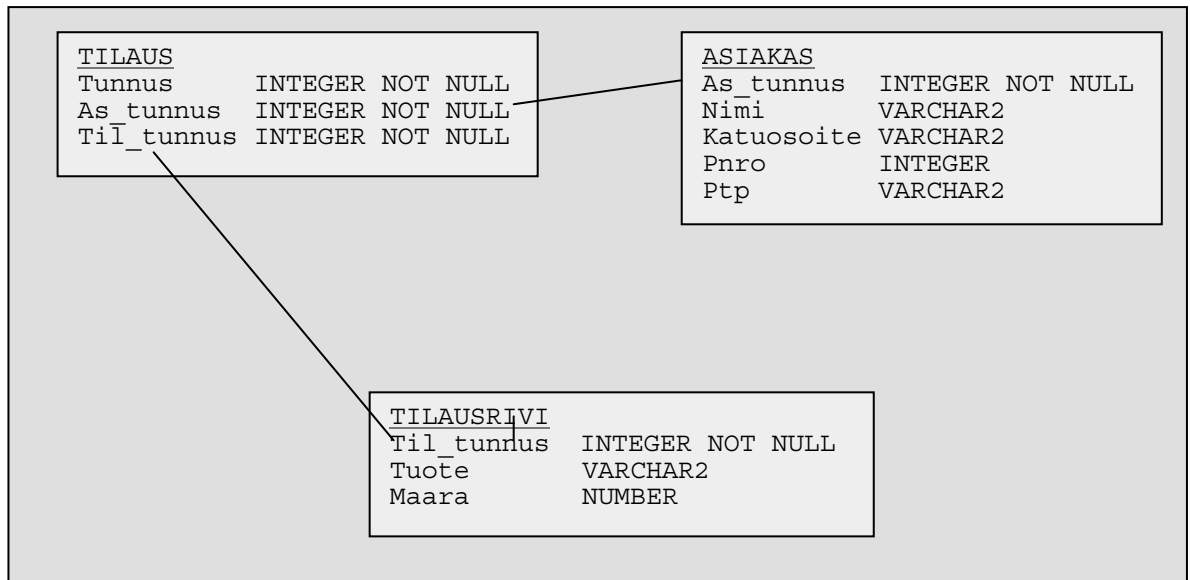 TILAUS
Tunnus INTEGER NOT NULL
As_tunnus INTEGER NOT NULL
Til_tunnus INTEGER NOT NULL
ASIAKAS
As_tunnus INTEGER NOT NULL
Nimi VARCHAR2
Katuosoite VARCHAR2
Pnro INTEGER
Ptp VARCHAR2
TILAUSRIVI
Til_tunnus INTEGER NOT NULL
Tuote VARCHAR2
Maara NUMBER